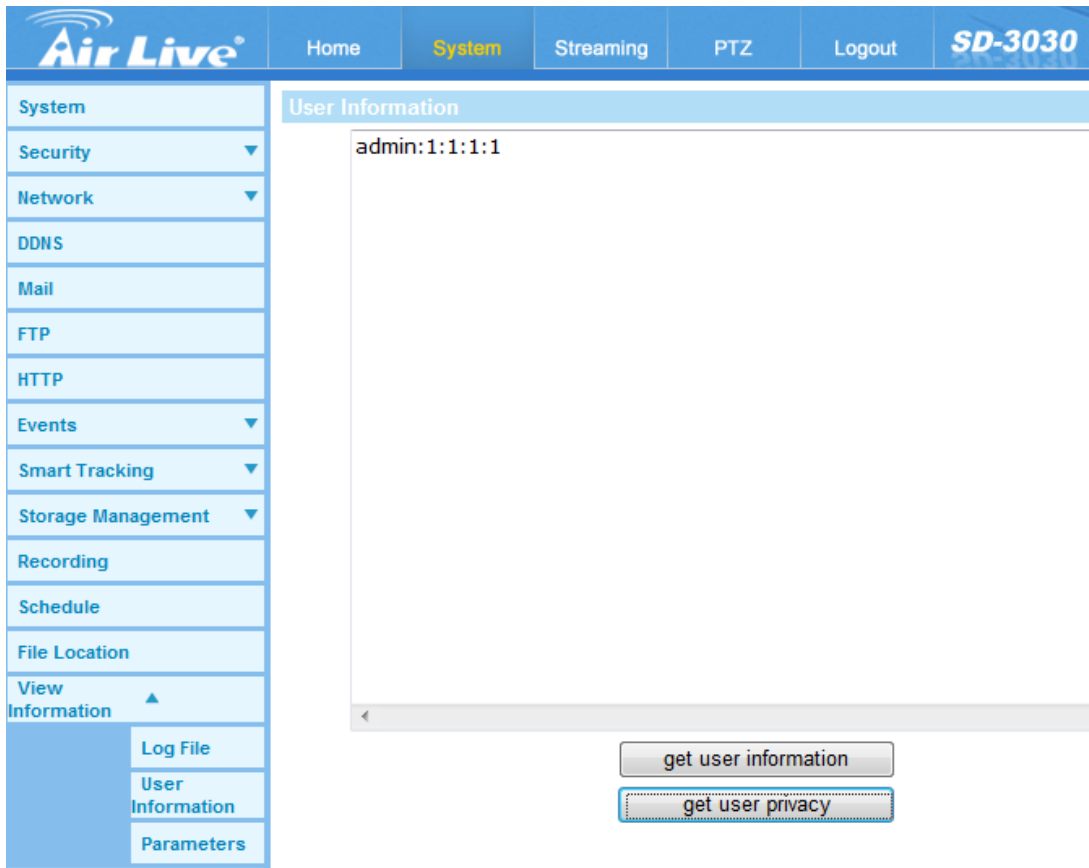 Air Live®
Home
System
Streaming
PTZ
Logout
SD-3030
System
Security
Network
DDNS
Mail
FTP
HTTP
Events
Smart Tracking
Storage Management
Recording
Schedule
File Location
View
Information
Log File
User
Information
Parameters
User Information
admin:1:1:1:1
get user information
get user privacy